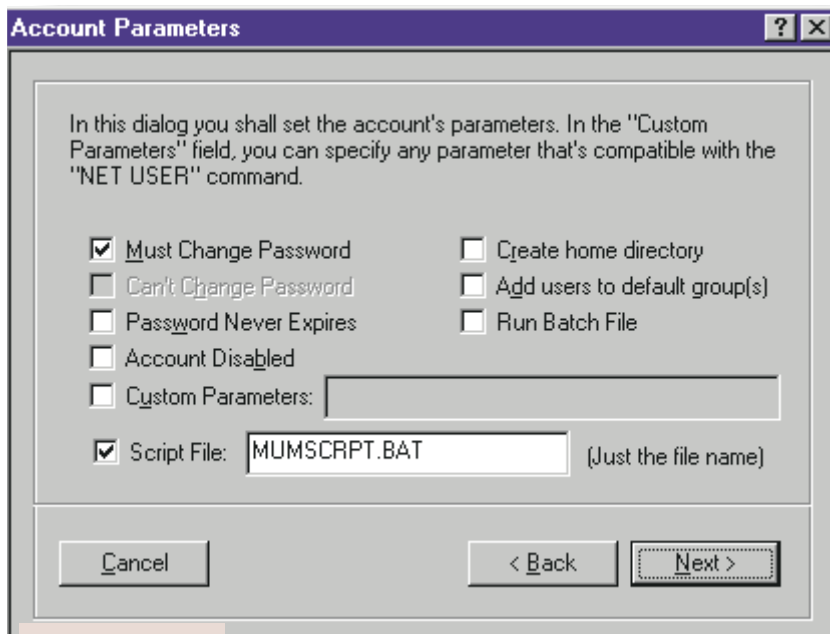 Account Parameters
In this dialog you shall set the account's parameters. In the "Custom
Parameters" field, you can specify any parameter that's compatible with the
"NET USER" command.
Must Change Password
Create home directory
Can't Change Password
Add users to default group(s)
Password Never Expires
Run Batch File
Account Disabled
Custom Parameters:
Script File: MUMSCRPT.BAT (Just the file name)
Cancel
< Back
Next >